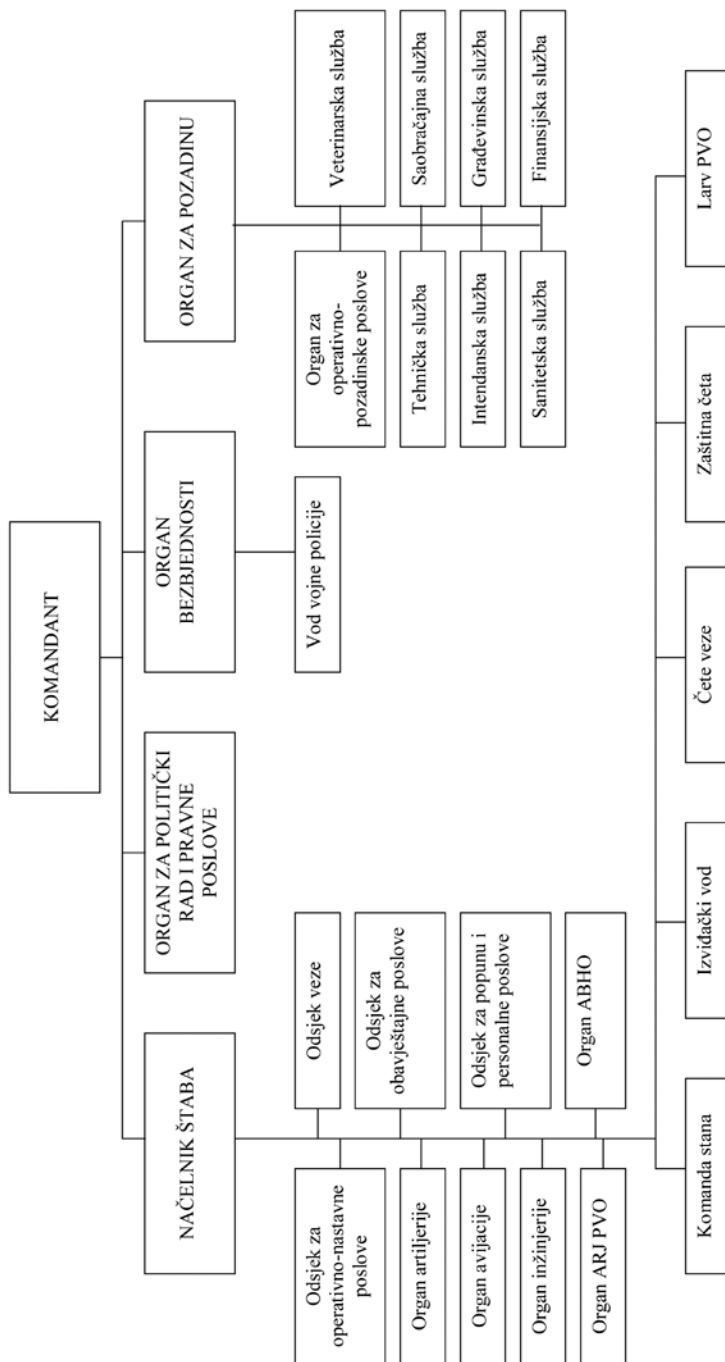 KOMANDANT
NAČELNIK ŠTABA
ORGAN ZA POLITIČKI
RAD I PRAVNE
POSLOVE
ORGAN
BEZBJEDNOSTI
ORGAN ZA POZADINU
Odsjek za
operativno-nastavne
poslove
Odsjek veze
Organ artiljerije
Odsjek za
obavještajne poslove
Organ avijacije
Odsjek za popunu i
personalne poslove
Organ inžinjerije
Organ ARJ PVO
Organ ABHO
Vod vojne policije
Organ za
operativno-
pozadinske poslove
Veterinarska služba
Tehnička služba
Saobračajna služba
Intendanska služba
Građevinska služba
Sanitetska služba
Finansijska služba
Komanda stana
Izviđački vod
Čete veze
Zaštitna četa
Larv PVO